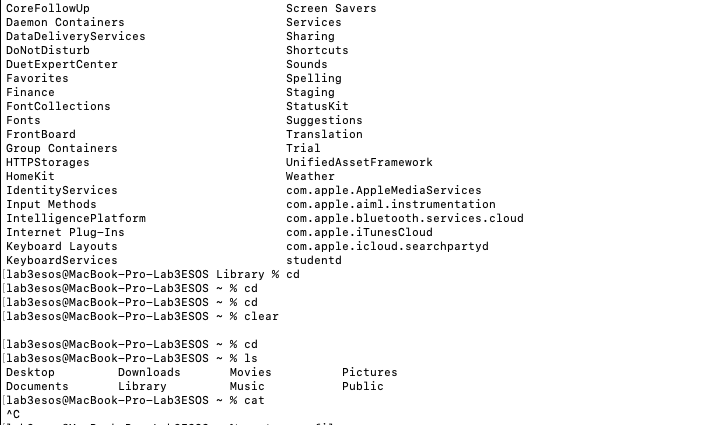 CoreFollowUp Screen Savers
Daemon Containers Services
DataDeliveryServices Sharing
DoNotDisturb Shortcuts
DuetExpertCenter Sounds
Favorites Spelling
Finance Staging
FontCollections StatusKit
Fonts Suggestions
FrontBoard Translation
Group Containers Trial
HTTPStorages UnifiedAssetFramework
HomeKit Weather
IdentityServices com.apple.AppleMediaServices
Input Methods com.apple.aiml.instrumentation
IntelligencePlatform com.apple.bluetooth.services.cloud
Internet Plug-Ins com.apple.iTunesCloud
Keyboard Layouts com.apple.icloud.searchpartyd
KeyboardServices studentd
[lab3esos@MacBook-Pro-Lab3ESOS Library % cd
[lab3esos@MacBook-Pro-Lab3ESOS ~ % cd
[lab3esos@MacBook-Pro-Lab3ESOS ~ % cd
[lab3esos@MacBook-Pro-Lab3ESOS ~ % clear
[lab3esos@MacBook-Pro-Lab3ESOS ~ % cd
[lab3esos@MacBook-Pro-Lab3ESOS ~ % ls
Desktop Downloads Movies Pictures
Documents Library Music Public
[lab3esos@MacBook-Pro-Lab3ESOS ~ % cat
^C